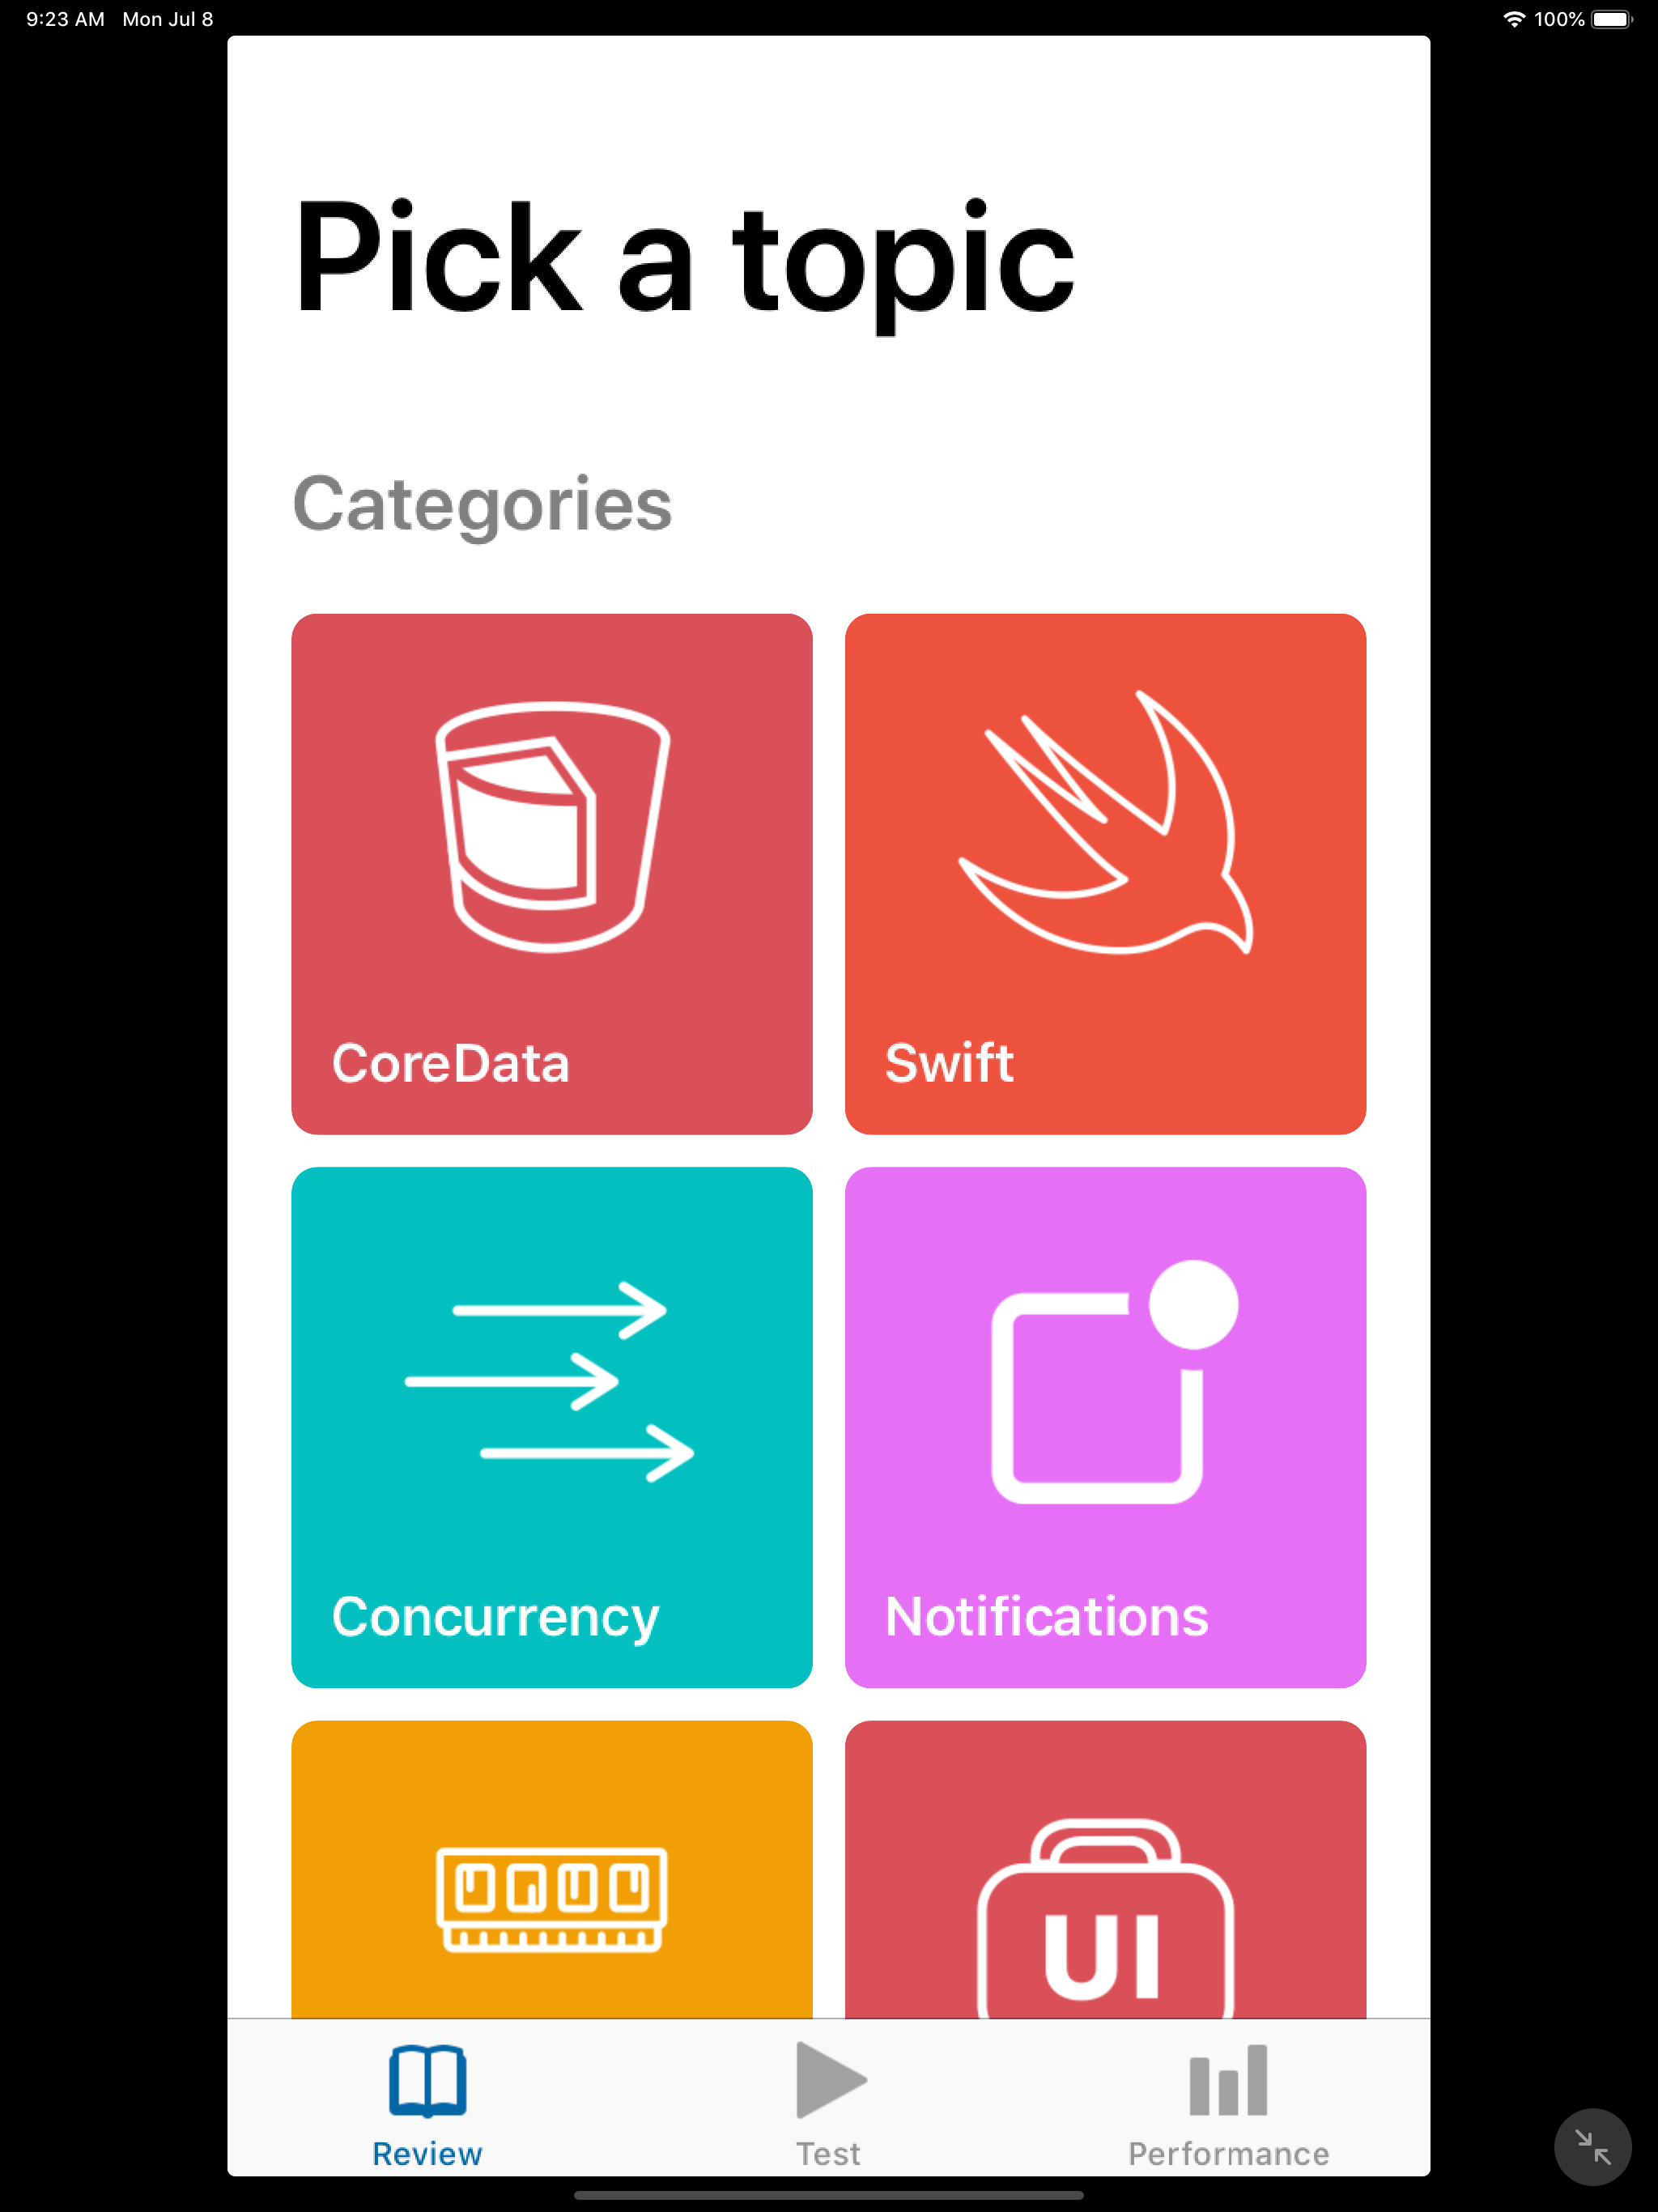 9:23 AM Mon Jul 8 100%
Pick a topic
Categories
CoreData Swift
Concurrency Notifications
UI
Review Test Performance